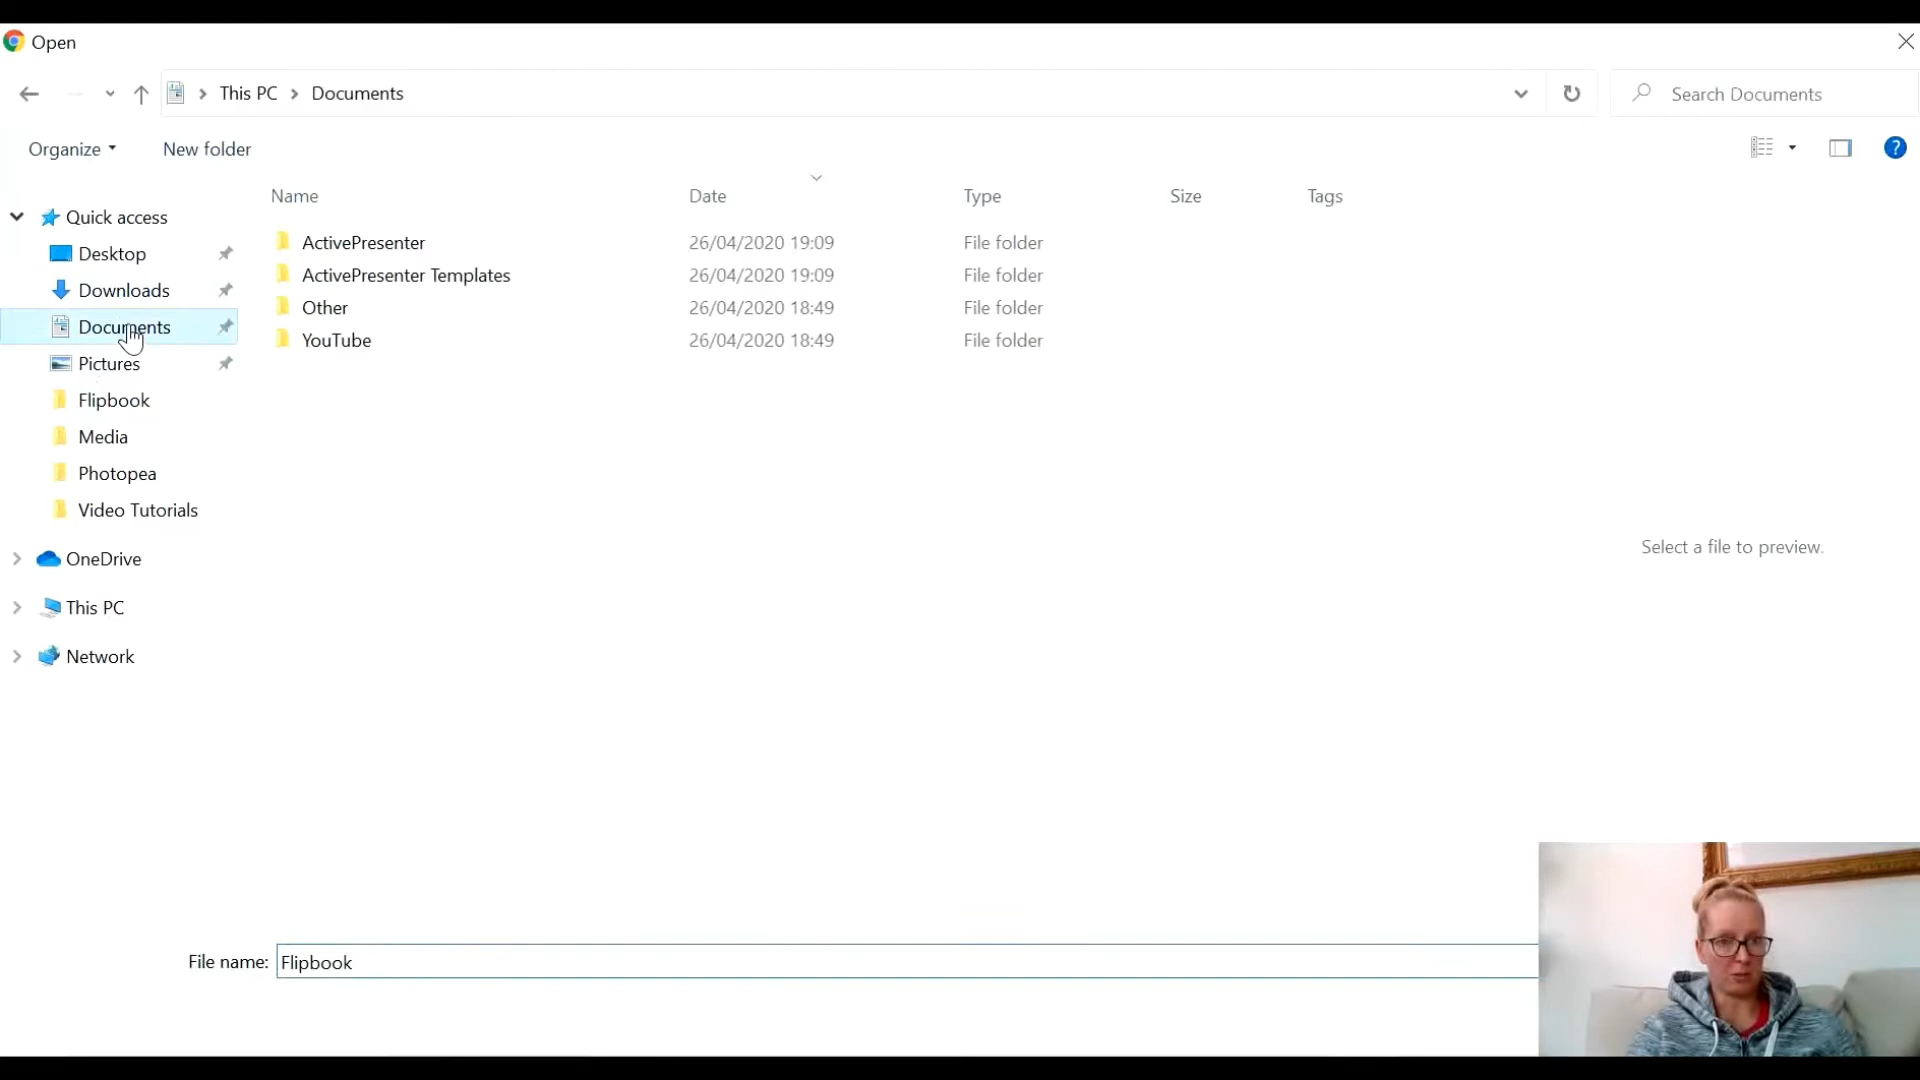 Open
This PC > Documents
Search Documents
Organize
New folder
?
Name Date Type Size Tags
Quick access
Desktop
Downloads
Documents
Pictures
Flipbook
Media
Photopea
Video Tutorials
OneDrive
This PC
Network
ActivePresenter 26/04/2020 19:09 File folder
ActivePresenter Templates 26/04/2020 19:09 File folder
Other 26/04/2020 18:49 File folder
YouTube 26/04/2020 18:49 File folder
Select a file to preview.
File name: Flipbook